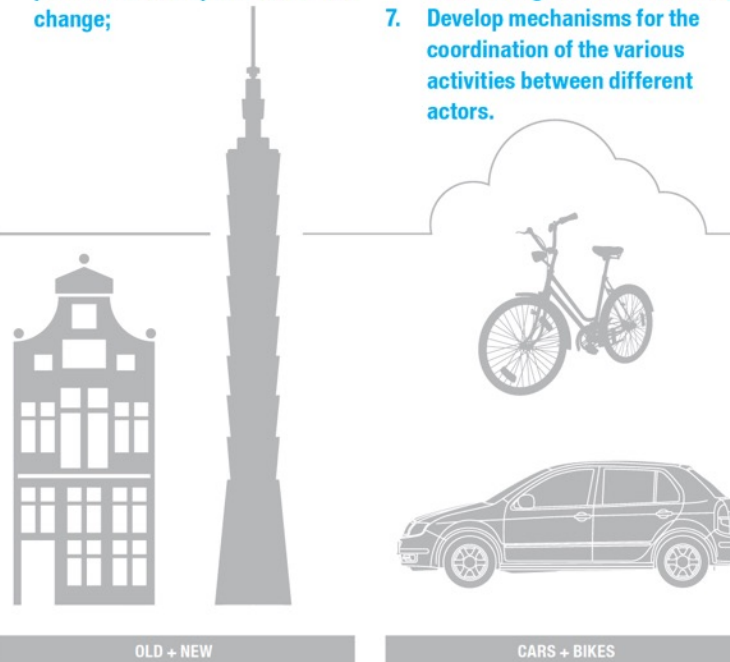 change;
7. Develop mechanisms for the
coordination of the various
activities between different
actors.
OLD + NEW
CARS + BIKES